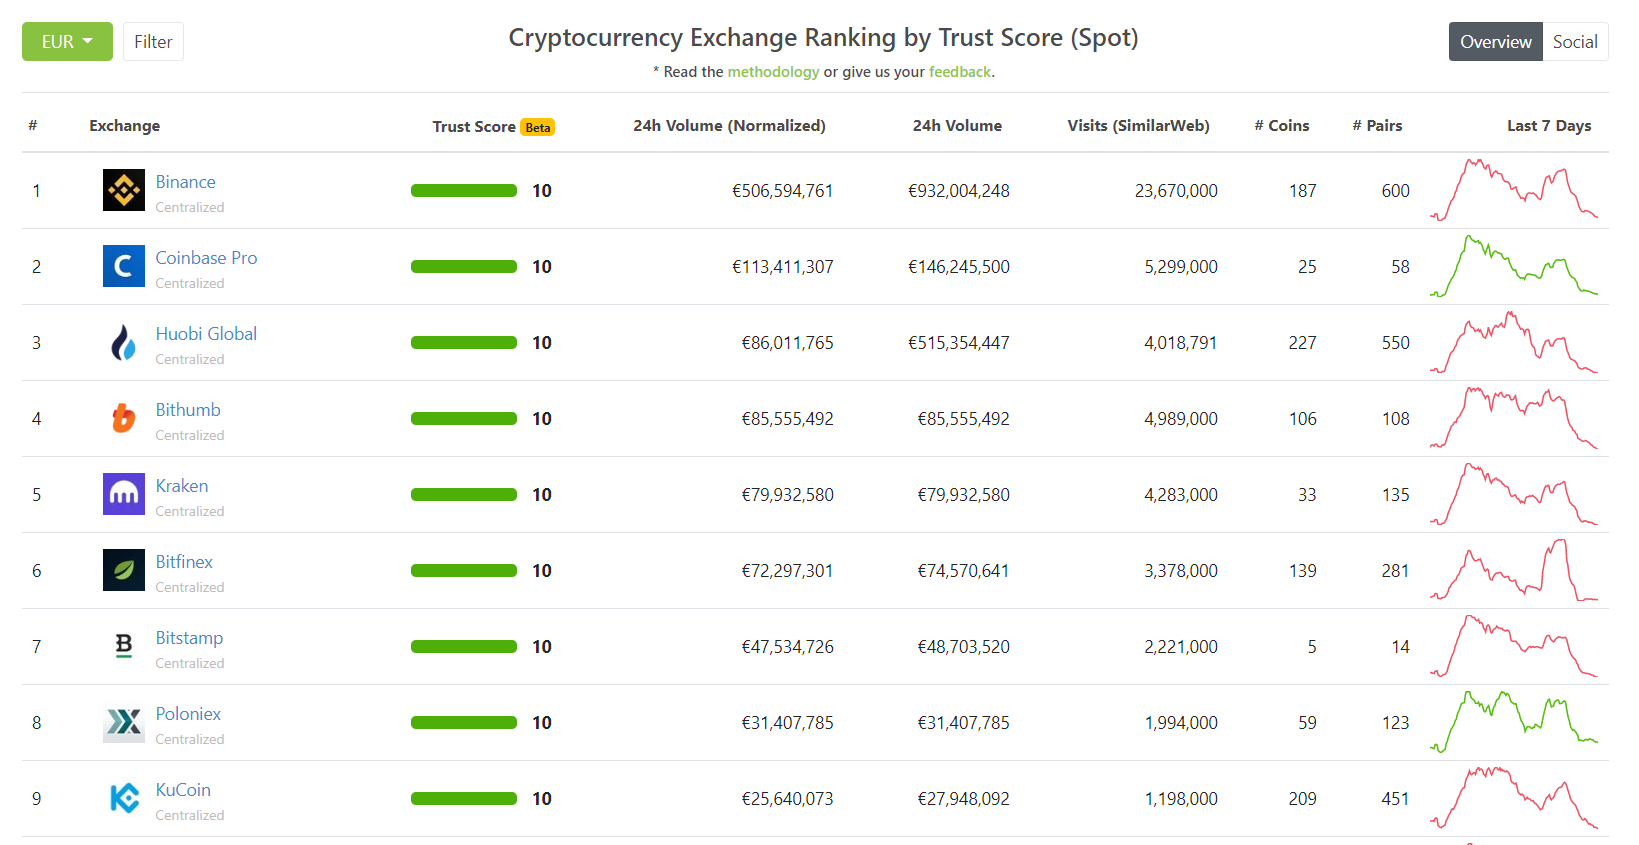 EUR Filter Cryptocurrency Exchange Ranking by Trust Score (Spot) Overview Social
* Read the methodology or give us your feedback.
# Exchange Trust Score Beta 24h Volume (Normalized) 24h Volume Visits (SimilarWeb) # Coins # Pairs Last 7 Days
1 Binance 10 €506,594,761 €932,004,248 23,670,000 187 600
Centralized
2 Coinbase Pro 10 €113,411,307 €146,245,500 5,299,000 25 58
Centralized
3 Huobi Global 10 €86,011,765 €515,354,447 4,018,791 227 550
Centralized
4 Bithumb 10 €85,555,492 €85,555,492 4,989,000 106 108
Centralized
5 Kraken 10 €79,932,580 €79,932,580 4,283,000 33 135
Centralized
6 Bitfinex 10 €72,297,301 €74,570,641 3,378,000 139 281
Centralized
7 Bitstamp 10 €47,534,726 €48,703,520 2,221,000 5 14
Centralized
8 Poloniex 10 €31,407,785 €31,407,785 1,994,000 59 123
Centralized
9 KuCoin 10 €25,640,073 €27,948,092 1,198,000 209 451
Centralized